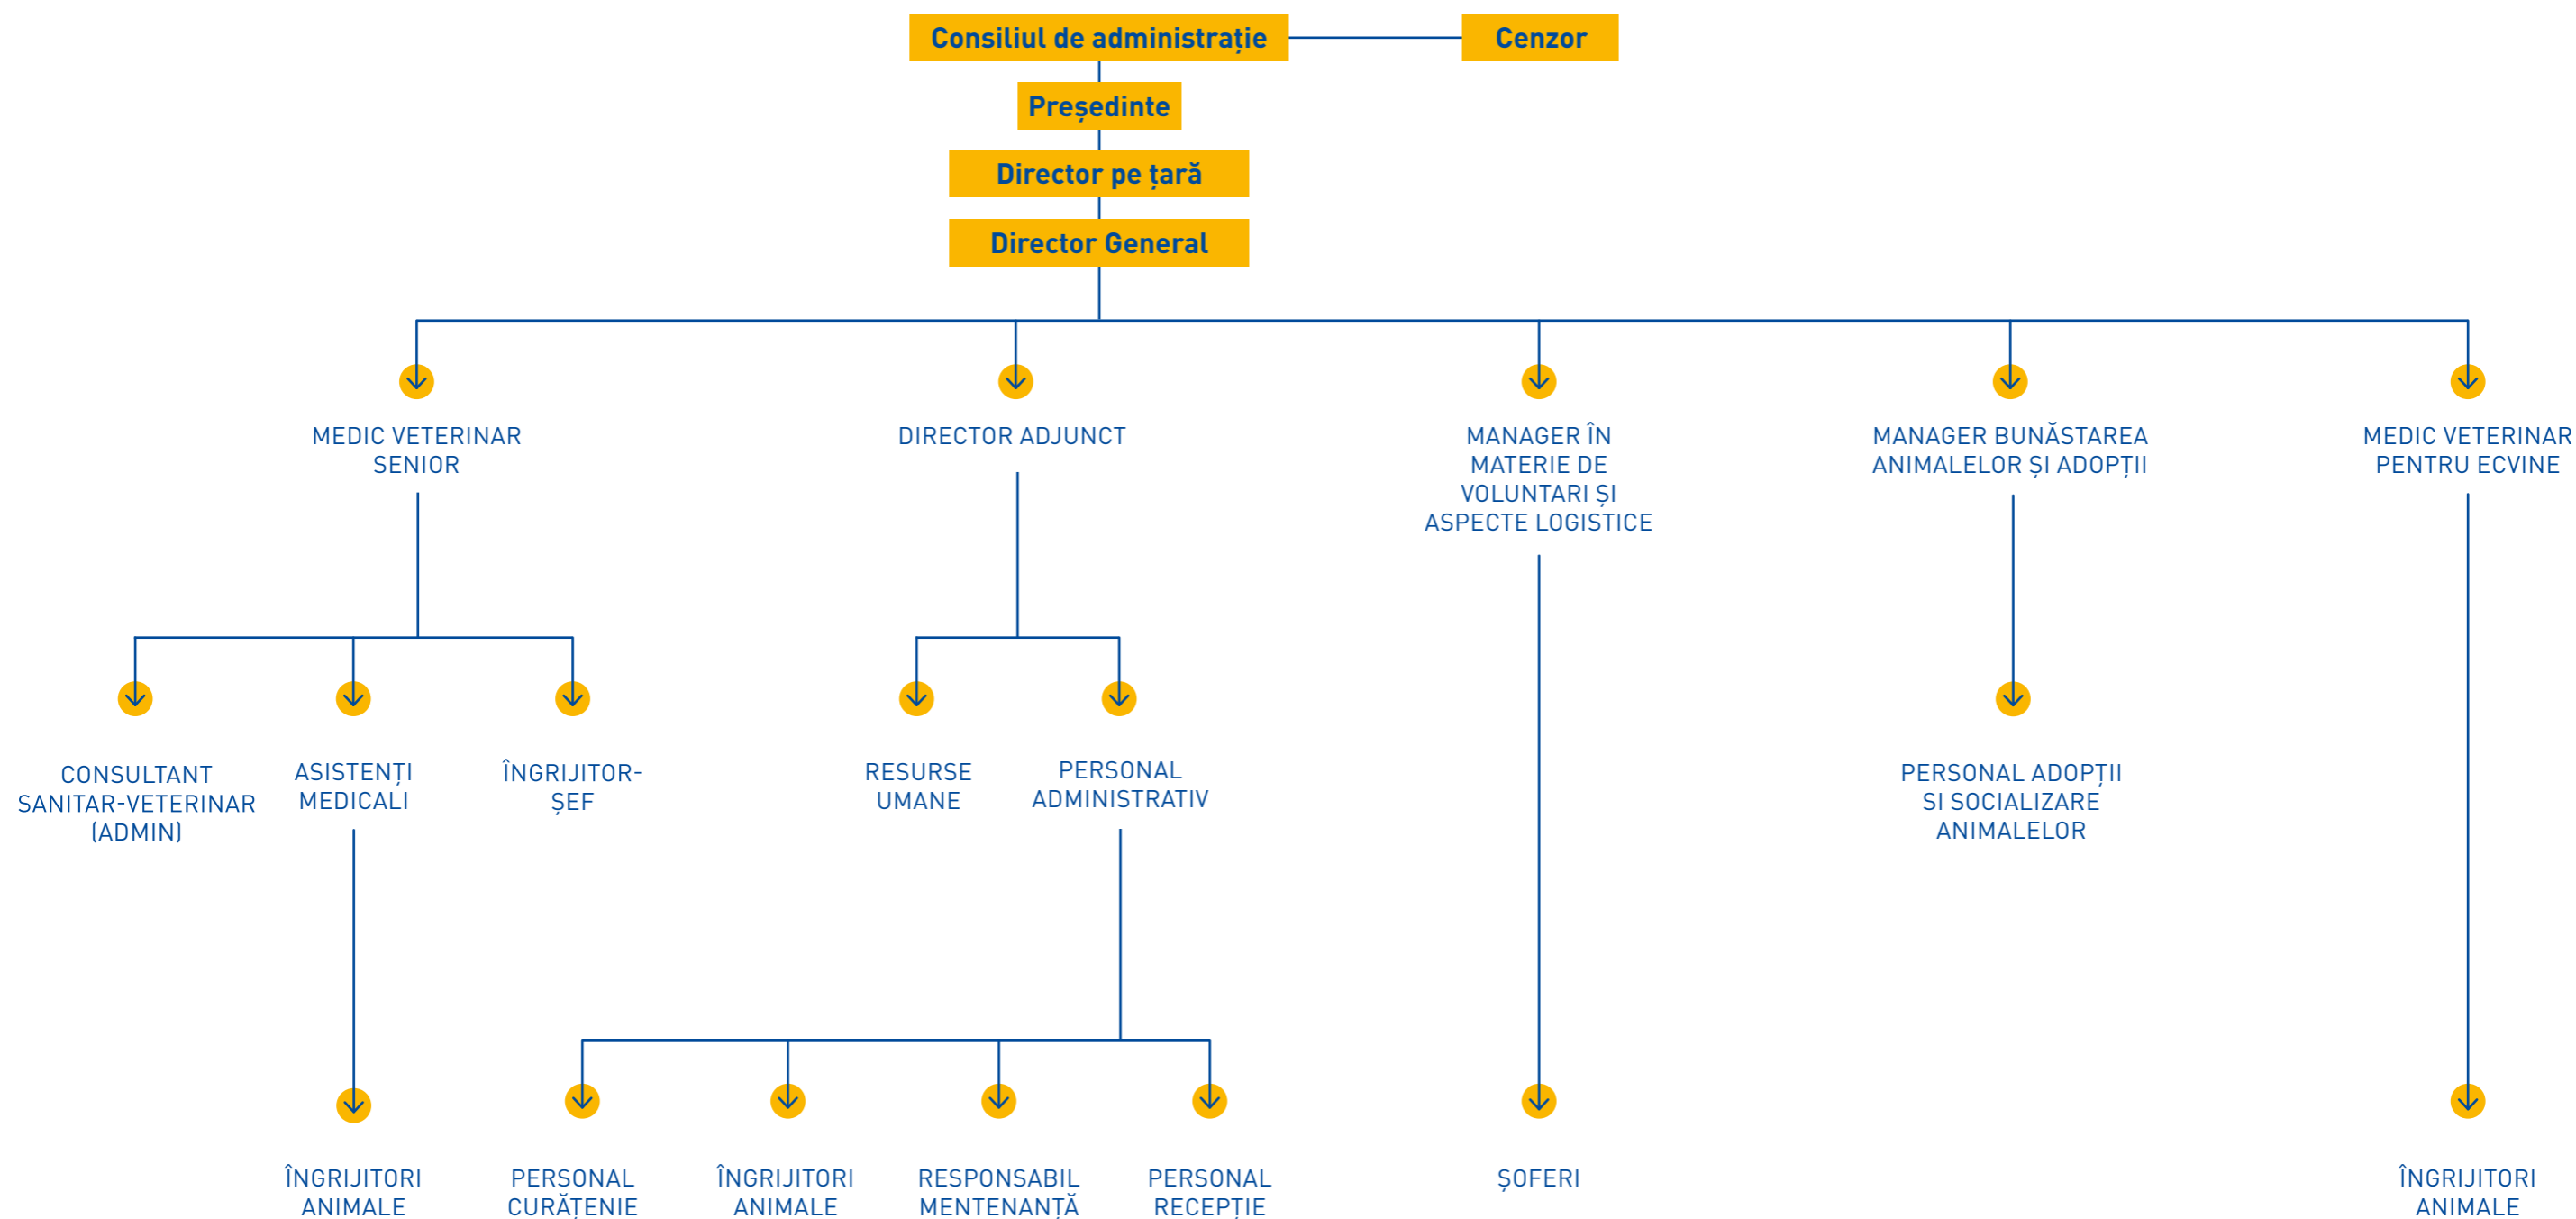 Consiliul de administrație
Cenzor
Președinte
Director pe țară
Director General
MEDIC VETERINAR
SENIOR
DIRECTOR ADJUNCT
MANAGER ÎN
MATERIE DE
VOLUNTARI ȘI
ASPECTE LOGISTICE
MANAGER BUNĂSTAREA
ANIMALELOR ȘI ADOPȚII
MEDIC VETERINAR
PENTRU ECVINE
CONSULTANT
SANITAR-VETERINAR
(ADMIN)
ASISTENȚI
MEDICALI
ÎNGRIJITOR-
ȘEF
RESURSE
UMANE
PERSONAL
ADMINISTRATIV
PERSONAL ADOPȚII
SI SOCIALIZARE
ANIMALELOR
ÎNGRIJITORI
ANIMALE
PERSONAL
CURĂȚENIE
ÎNGRIJITORI
ANIMALE
RESPONSABIL
MENTENANȚĂ
PERSONAL
RECEPȚIE
ȘOFERI
ÎNGRIJITORI
ANIMALE